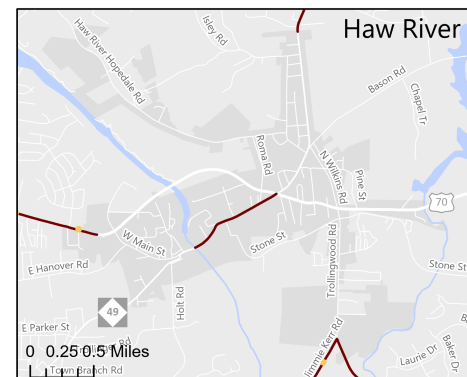 Haw River
Isley Rd
Haw River Hopedale Rd
Bason Rd
Chapel Tr
Roma Rd
N Wilkins Rd
Pine St
70
W Main St
Stone St
Trollingwood Rd
E Hanover Rd
Stone St
Holt Rd
49
E Parker St
Jimmie Kerr Rd
0 0.25 0.5 Miles
Laurie Dr
Baker Dr
Town Branch Rd